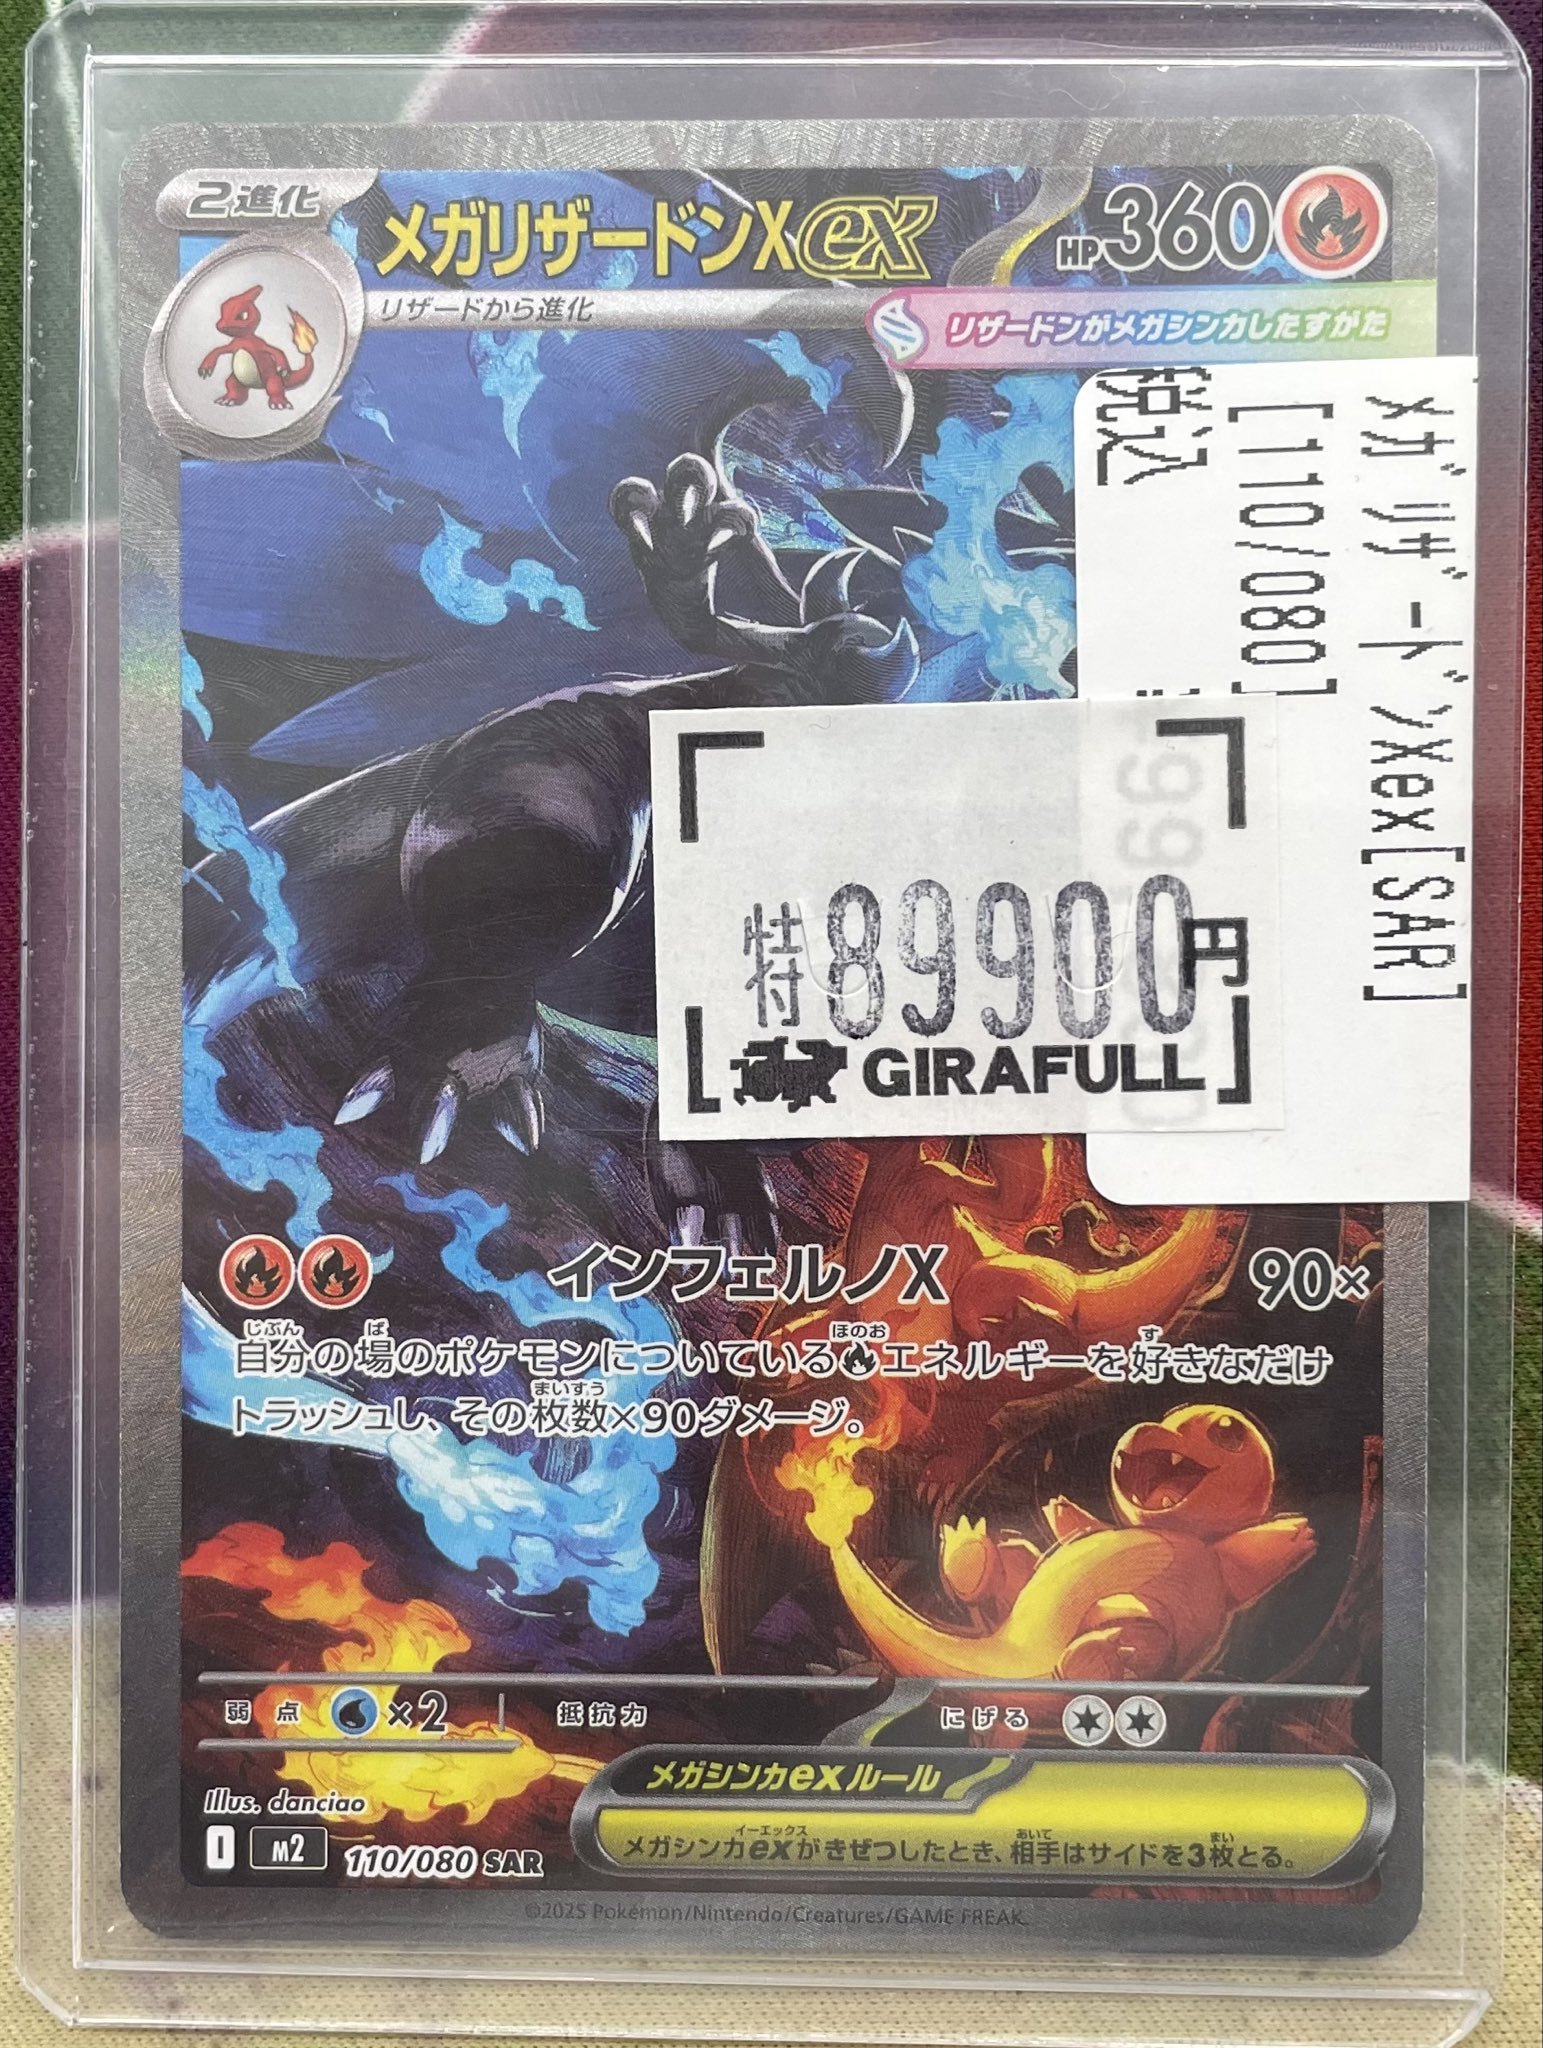 2進化
メガリザードンXex
HP360
リザードから進化
リザードンがメガシンカしたすがた
ﾒｶﾞﾘｻﾞｰﾄﾞﾝXex[SAR]
[110/080]
税込
特 89900円
GIRAFULL
インフェルノX 90×
自分の場のポケモンについているエネルギーを好きなだけ
トラッシュし、その枚数×90ダメージ。
弱点 ×2 抵抗力 にげる
メガシンカexルール
メガシンカexがきぜつしたとき、相手はサイドを3枚とる。
Illus. danciao
I M2 110/080 SAR
©2025 Pokémon/Nintendo/Creatures/GAME FREAK